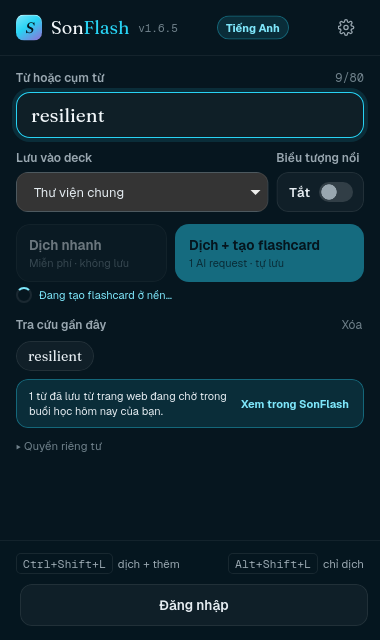 S SonFlash v1.6.5 Tiếng Anh
Từ hoặc cụm từ 9/80
resilient
Lưu vào deck Biểu tượng nổi
Thư viện chung Tắt
Dịch nhanh Dịch + tạo flashcard
Miễn phí · không lưu 1 AI request · tự lưu
Đang tạo flashcard ở nền...
Tra cứu gần đây Xóa
resilient
1 từ đã lưu từ trang web đang chờ trong
buổi học hôm nay của bạn. Xem trong SonFlash
▸ Quyền riêng tư
Ctrl+Shift+L dịch + thêm Alt+Shift+L chỉ dịch
Đăng nhập